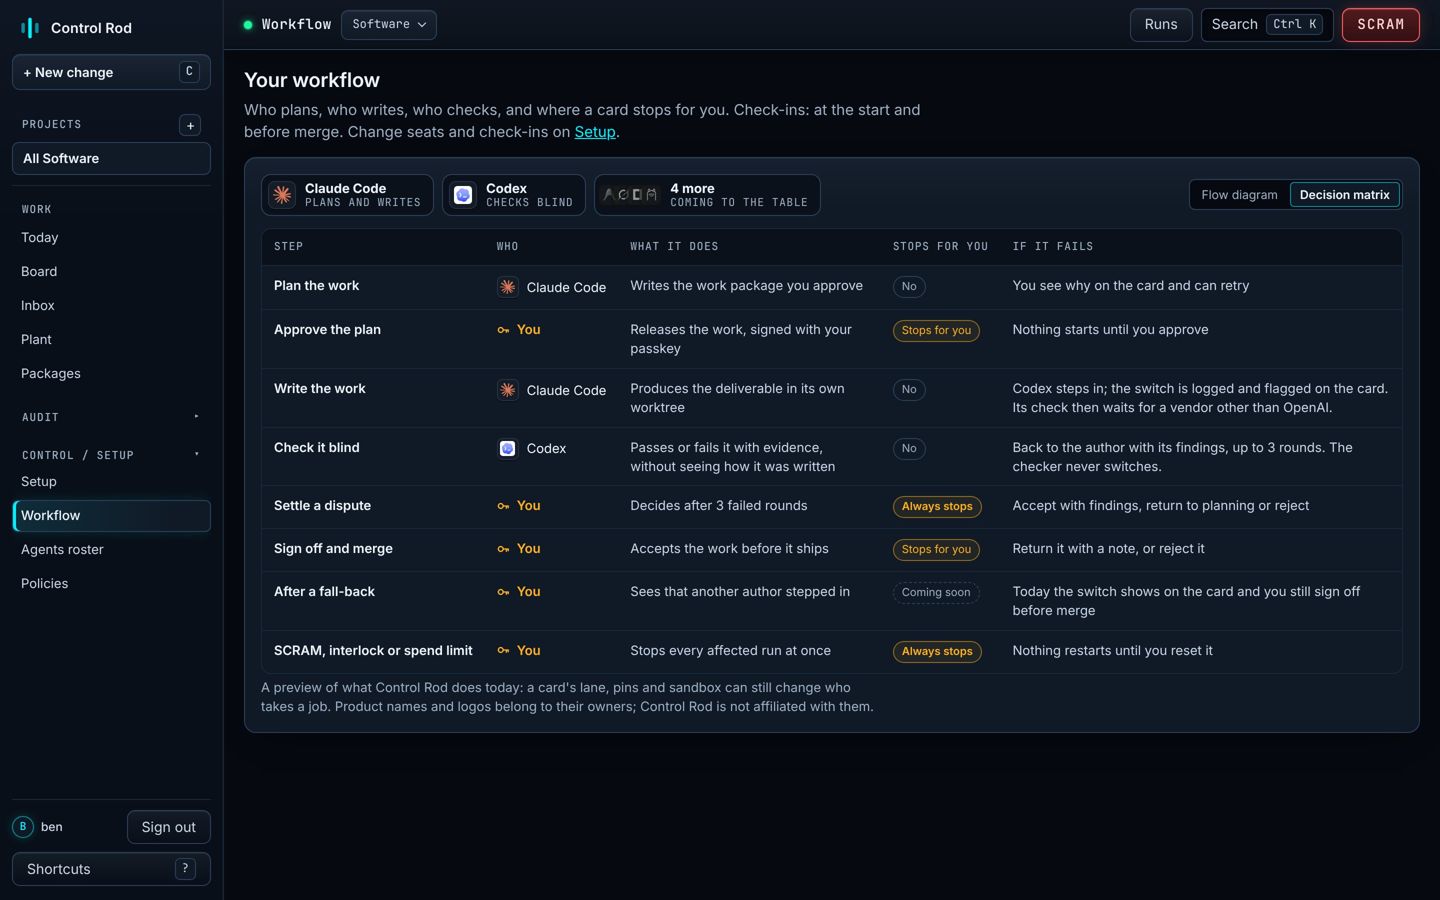 Control Rod
+ New change C
PROJECTS +
All Software
WORK
Today
Board
Inbox
Plant
Packages
AUDIT
CONTROL / SETUP
Setup
Workflow
Agents roster
Policies
B ben Sign out
Shortcuts ?
Workflow Software Runs Search Ctrl K SCRAM
Your workflow
Who plans, who writes, who checks, and where a card stops for you. Check-ins: at the start and
before merge. Change seats and check-ins on Setup.
Claude Code
PLANS AND WRITES
Codex
CHECKS BLIND
4 more
COMING TO THE TABLE
Flow diagram Decision matrix
STEP WHO WHAT IT DOES STOPS FOR YOU IF IT FAILS
Plan the work Claude Code Writes the work package you approve No You see why on the card and can retry
Approve the plan You Releases the work, signed with your Stops for you Nothing starts until you approve
passkey
Write the work Claude Code Produces the deliverable in its own No Codex steps in; the switch is logged and flagged on the card.
worktree Its check then waits for a vendor other than OpenAI.
Check it blind Codex Passes or fails it with evidence, No Back to the author with its findings, up to 3 rounds. The
without seeing how it was written checker never switches.
Settle a dispute You Decides after 3 failed rounds Always stops Accept with findings, return to planning or reject
Sign off and merge You Accepts the work before it ships Stops for you Return it with a note, or reject it
After a fall-back You Sees that another author stepped in Coming soon Today the switch shows on the card and you still sign off
before merge
SCRAM, interlock or spend limit You Stops every affected run at once Always stops Nothing restarts until you reset it
A preview of what Control Rod does today: a card's lane, pins and sandbox can still change who
takes a job. Product names and logos belong to their owners; Control Rod is not affiliated with them.